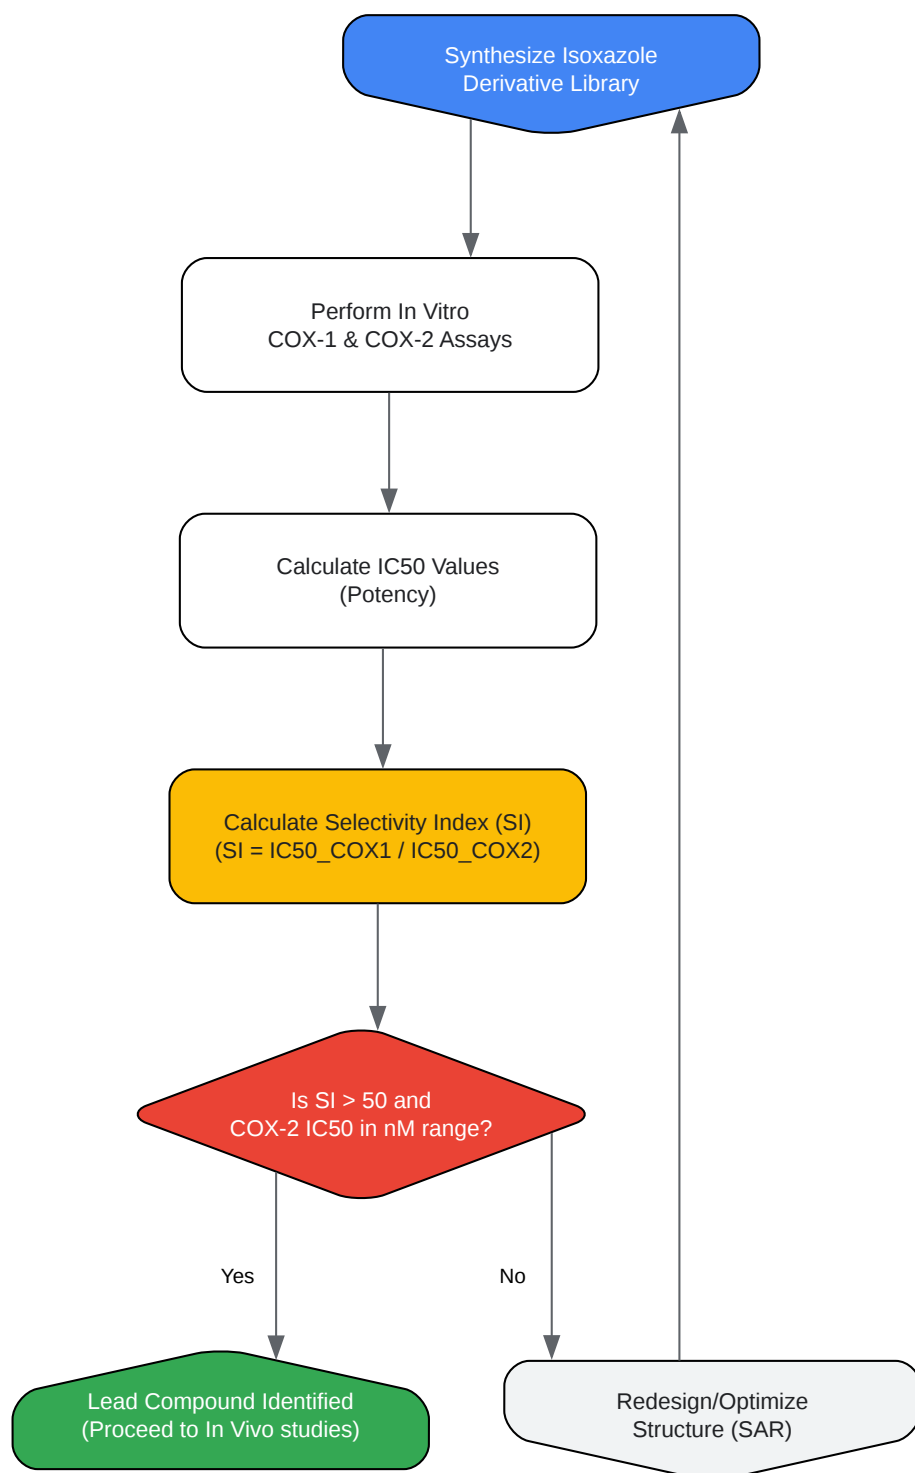 Synthesize Isoxazole
Derivative Library
Perform In Vitro
COX-1 & COX-2 Assays
Calculate IC50 Values
(Potency)
Calculate Selectivity Index (SI)
(SI = IC50_COX1 / IC50_COX2)
Is SI > 50 and
COX-2 IC50 in nM range?
Yes
No
Lead Compound Identified
(Proceed to In Vivo studies)
Redesign/Optimize
Structure (SAR)